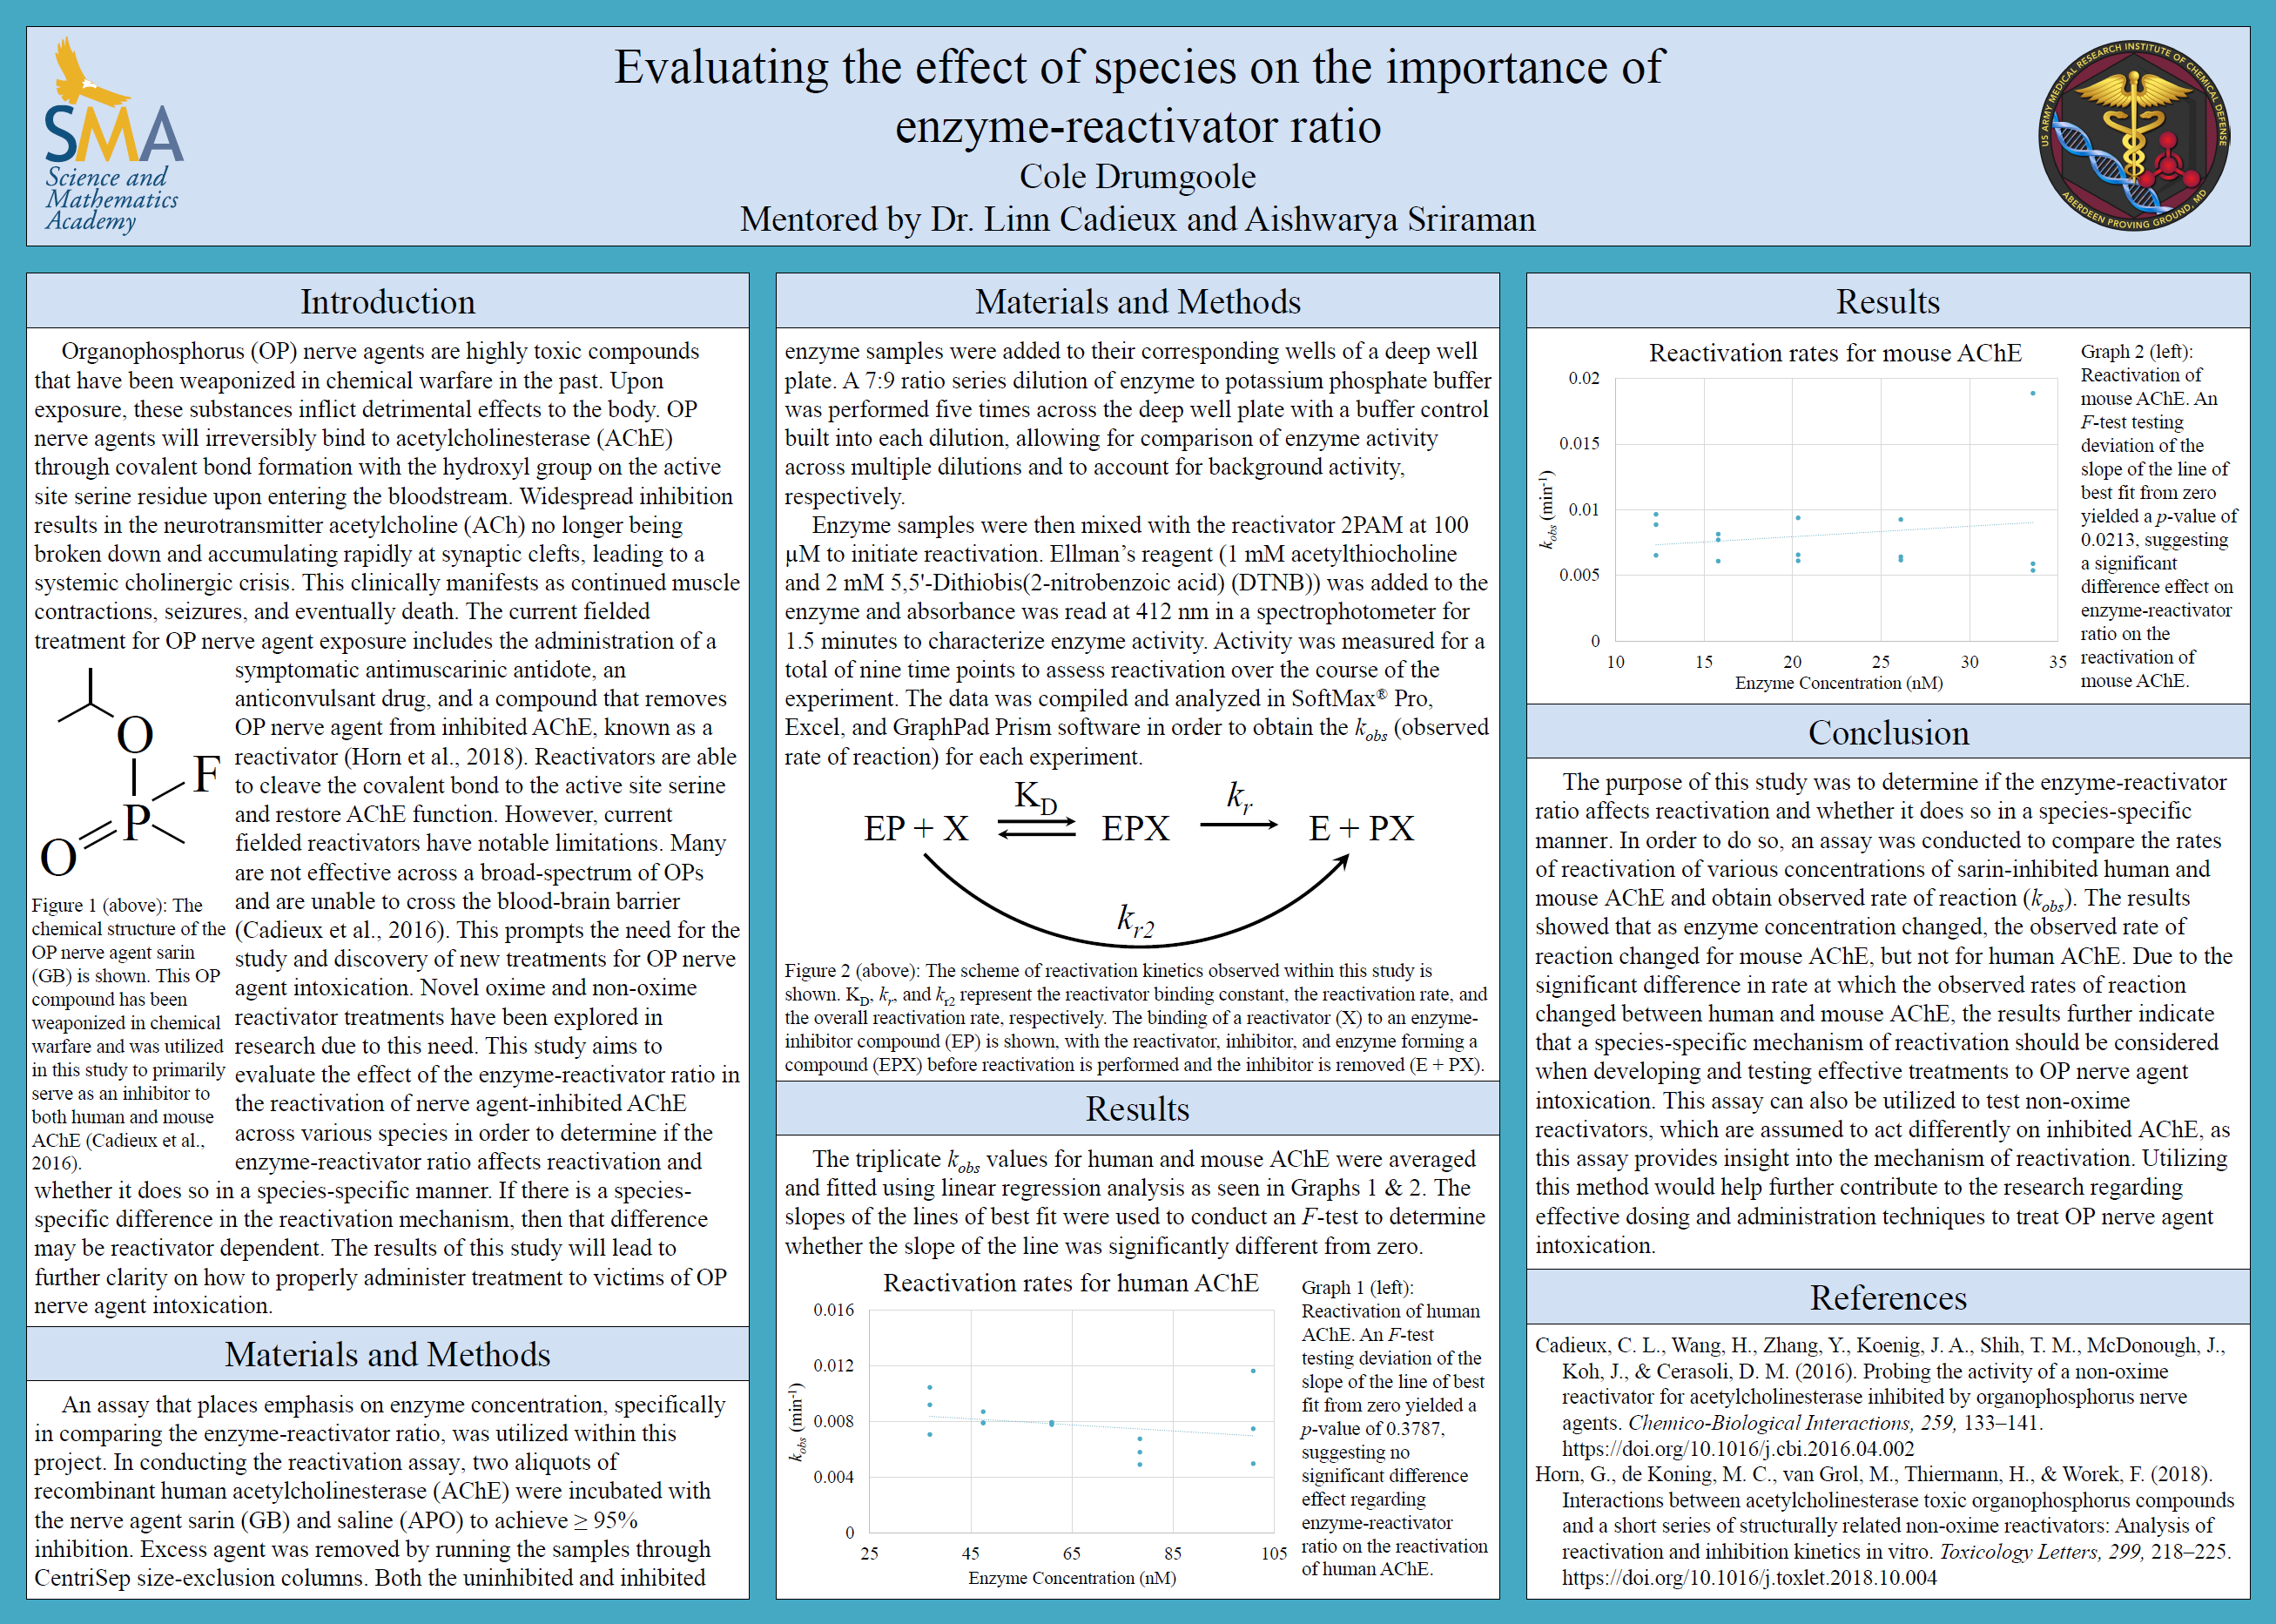 Evaluating the effect of species on the importance of
enzyme-reactivator ratio
Cole Drumgoole
Mentored by Dr. Linn Cadieux and Aishwarya Sriraman
SMA
Science and
Mathematics
Academy
US ARMY MEDICAL RESEARCH INSTITUTE OF CHEMICAL DEFENSE
ABERDEEN PROVING GROUND, MD
Introduction
Organophosphorus (OP) nerve agents are highly toxic compounds
that have been weaponized in chemical warfare in the past. Upon
exposure, these substances inflict detrimental effects to the body. OP
nerve agents will irreversibly bind to acetylcholinesterase (AChE)
through covalent bond formation with the hydroxyl group on the active
site serine residue upon entering the bloodstream. Widespread inhibition
results in the neurotransmitter acetylcholine (ACh) no longer being
broken down and accumulating rapidly at synaptic clefts, leading to a
systemic cholinergic crisis. This clinically manifests as continued muscle
contractions, seizures, and eventually death. The current fielded
treatment for OP nerve agent exposure includes the administration of a
symptomatic antimuscarinic antidote, an
anticonvulsant drug, and a compound that removes
OP nerve agent from inhibited AChE, known as a
reactivator (Horn et al., 2018). Reactivators are able
to cleave the covalent bond to the active site serine
and restore AChE function. However, current
fielded reactivators have notable limitations. Many
are not effective across a broad-spectrum of OPs
and are unable to cross the blood-brain barrier
(Cadieux et al., 2016). This prompts the need for the
study and discovery of new treatments for OP nerve
agent intoxication. Novel oxime and non-oxime
reactivator treatments have been explored in
research due to this need. This study aims to
evaluate the effect of the enzyme-reactivator ratio in
the reactivation of nerve agent-inhibited AChE
across various species in order to determine if the
enzyme-reactivator ratio affects reactivation and
whether it does so in a species-specific manner. If there is a species-
specific difference in the reactivation mechanism, then that difference
may be reactivator dependent. The results of this study will lead to
further clarity on how to properly administer treatment to victims of OP
nerve agent intoxication.
O
F
P
O
Figure 1 (above): The
chemical structure of the
OP nerve agent sarin
(GB) is shown. This OP
compound has been
weaponized in chemical
warfare and was utilized
in this study to primarily
serve as an inhibitor to
both human and mouse
AChE (Cadieux et al.,
2016).
Materials and Methods
An assay that places emphasis on enzyme concentration, specifically
in comparing the enzyme-reactivator ratio, was utilized within this
project. In conducting the reactivation assay, two aliquots of
recombinant human acetylcholinesterase (AChE) were incubated with
the nerve agent sarin (GB) and saline (APO) to achieve ≥ 95%
inhibition. Excess agent was removed by running the samples through
CentriSep size-exclusion columns. Both the uninhibited and inhibited
Materials and Methods
enzyme samples were added to their corresponding wells of a deep well
plate. A 7:9 ratio series dilution of enzyme to potassium phosphate buffer
was performed five times across the deep well plate with a buffer control
built into each dilution, allowing for comparison of enzyme activity
across multiple dilutions and to account for background activity,
respectively.
Enzyme samples were then mixed with the reactivator 2PAM at 100
µM to initiate reactivation. Ellman’s reagent (1 mM acetylthiocholine
and 2 mM 5,5'-Dithiobis(2-nitrobenzoic acid) (DTNB)) was added to the
enzyme and absorbance was read at 412 nm in a spectrophotometer for
1.5 minutes to characterize enzyme activity. Activity was measured for a
total of nine time points to assess reactivation over the course of the
experiment. The data was compiled and analyzed in SoftMax® Pro,
Excel, and GraphPad Prism software in order to obtain the kobs (observed
rate of reaction) for each experiment.
KD kr
EP + X EPX E + PX
kr2
Figure 2 (above): The scheme of reactivation kinetics observed within this study is
shown. KD, kr, and kr2 represent the reactivator binding constant, the reactivation rate, and
the overall reactivation rate, respectively. The binding of a reactivator (X) to an enzyme-
inhibitor compound (EP) is shown, with the reactivator, inhibitor, and enzyme forming a
compound (EPX) before reactivation is performed and the inhibitor is removed (E + PX).
Results
The triplicate kobs values for human and mouse AChE were averaged
and fitted using linear regression analysis as seen in Graphs 1 & 2. The
slopes of the lines of best fit were used to conduct an F-test to determine
whether the slope of the line was significantly different from zero.
Reactivation rates for human AChE
0.016
0.012
0.008
0.004
0
kobs (min-1)
25 45 65 85 105
Enzyme Concentration (nM)
Graph 1 (left):
Reactivation of human
AChE. An F-test
testing deviation of the
slope of the line of best
fit from zero yielded a
p-value of 0.3787,
suggesting no
significant difference
effect regarding
enzyme-reactivator
ratio on the reactivation
of human AChE.
Results
Reactivation rates for mouse AChE
0.02
0.015
0.01
0.005
0
kobs (min-1)
10 15 20 25 30 35
Enzyme Concentration (nM)
Graph 2 (left):
Reactivation of
mouse AChE. An
F-test testing
deviation of the
slope of the line of
best fit from zero
yielded a p-value of
0.0213, suggesting
a significant
difference effect on
enzyme-reactivator
ratio on the
reactivation of
mouse AChE.
Conclusion
The purpose of this study was to determine if the enzyme-reactivator
ratio affects reactivation and whether it does so in a species-specific
manner. In order to do so, an assay was conducted to compare the rates
of reactivation of various concentrations of sarin-inhibited human and
mouse AChE and obtain observed rate of reaction (kobs). The results
showed that as enzyme concentration changed, the observed rate of
reaction changed for mouse AChE, but not for human AChE. Due to the
significant difference in rate at which the observed rates of reaction
changed between human and mouse AChE, the results further indicate
that a species-specific mechanism of reactivation should be considered
when developing and testing effective treatments to OP nerve agent
intoxication. This assay can also be utilized to test non-oxime
reactivators, which are assumed to act differently on inhibited AChE, as
this assay provides insight into the mechanism of reactivation. Utilizing
this method would help further contribute to the research regarding
effective dosing and administration techniques to treat OP nerve agent
intoxication.
References
Cadieux, C. L., Wang, H., Zhang, Y., Koenig, J. A., Shih, T. M., McDonough, J.,
Koh, J., & Cerasoli, D. M. (2016). Probing the activity of a non-oxime
reactivator for acetylcholinesterase inhibited by organophosphorus nerve
agents. Chemico-Biological Interactions, 259, 133–141.
https://doi.org/10.1016/j.cbi.2016.04.002
Horn, G., de Koning, M. C., van Grol, M., Thiermann, H., & Worek, F. (2018).
Interactions between acetylcholinesterase toxic organophosphorus compounds
and a short series of structurally related non-oxime reactivators: Analysis of
reactivation and inhibition kinetics in vitro. Toxicology Letters, 299, 218–225.
https://doi.org/10.1016/j.toxlet.2018.10.004